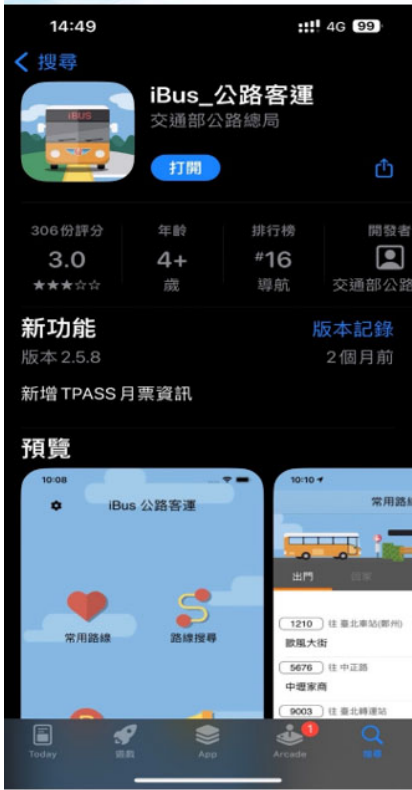 14:49
4G 99
搜尋
iBUS
iBus_公路客運
交通部公路總局
打開
306份評分
年齡
排行榜
開發者
3.0
4+
#16
★★★☆☆
歲
導航
交通部公路
新功能
版本記錄
版本 2.5.8
2 個月前
新增 TPASS 月票資訊
預覽
10:08
iBus 公路客運
常用路線
路線搜尋
10:10
常用路線
出門
回家
1210 往 臺北車站(鄭州)
歐風大街
5676 往 中正路
中壢家商
9003 往 臺北轉運站
Today
遊戲
App
Arcade
1
搜尋